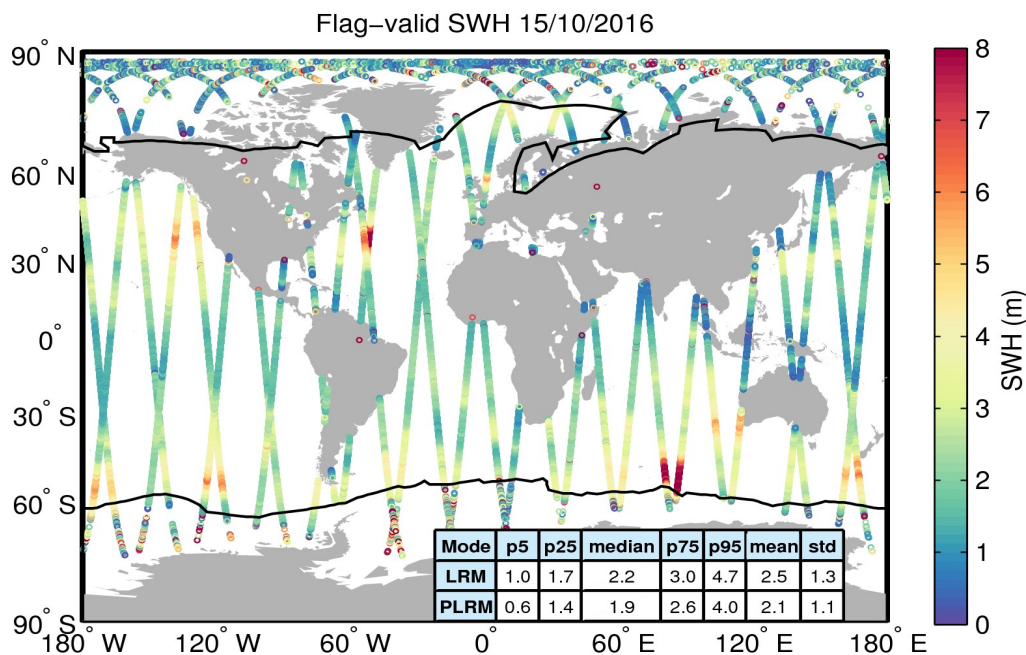 Flag−valid SWH 15/10/2016
90° N
60° N
30° N
0°
30° S
60° S
90° S
180° W
120° W
60° W
0°
60° E
120° E
180° E
8
7
6
5
4
3
2
1
0
SWH (m)
Mode p5 p25 median p75 p95 mean std
LRM 1.0 1.7 2.2 3.0 4.7 2.5 1.3
PLRM 0.6 1.4 1.9 2.6 4.0 2.1 1.1